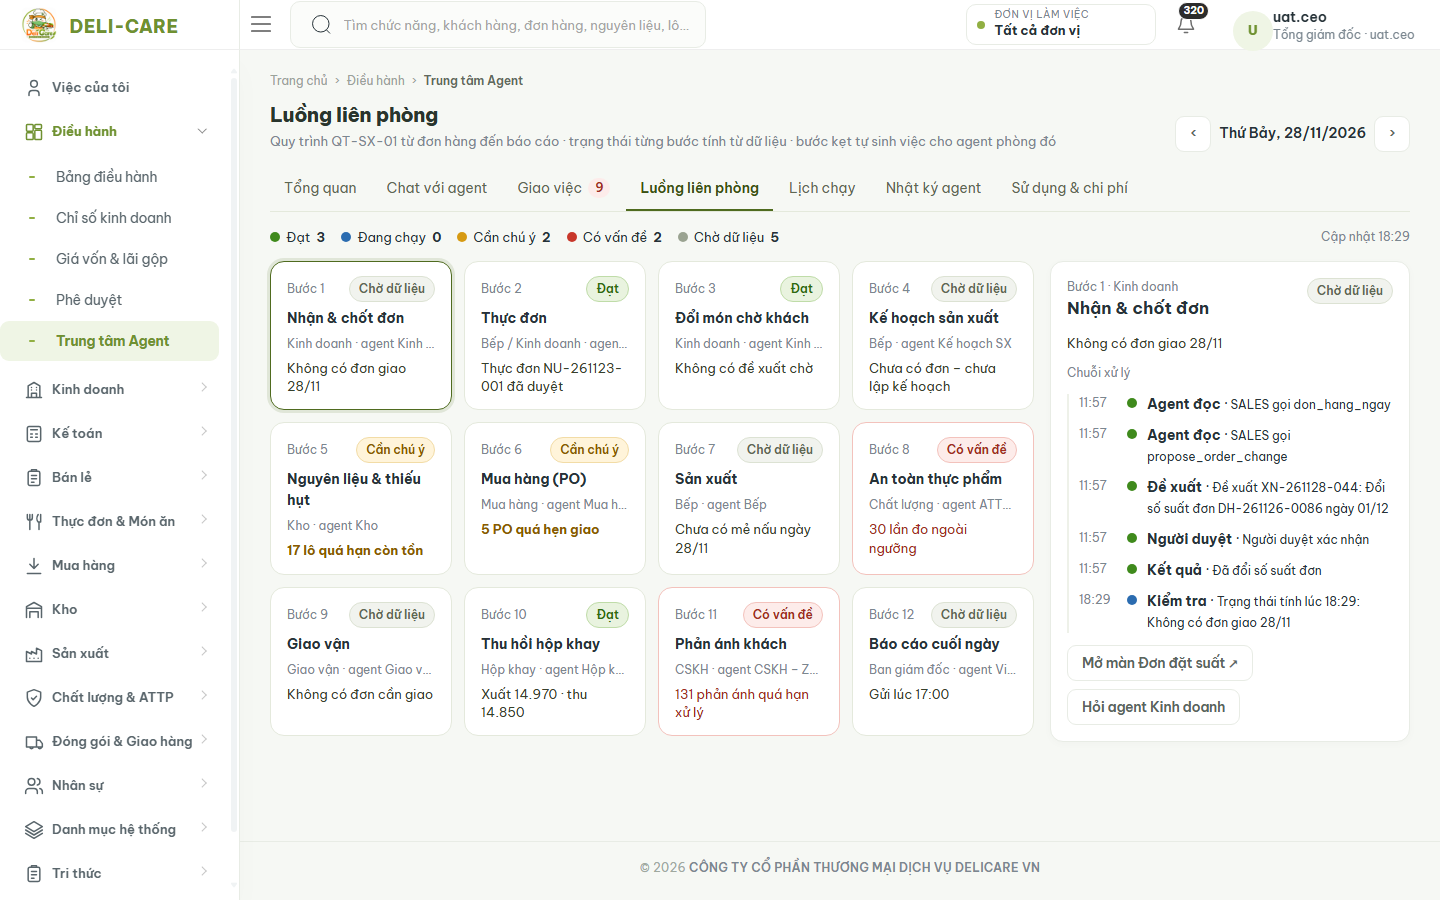 DELI-CARE
Tìm chức năng, khách hàng, đơn hàng, nguyên liệu, lô...
ĐƠN VỊ LÀM VIỆC
Tất cả đơn vị
320
U
uat.ceo
Tổng giám đốc · uat.ceo
Việc của tôi
Điều hành
Bảng điều hành
Chỉ số kinh doanh
Giá vốn & lãi gộp
Phê duyệt
Trung tâm Agent
Kinh doanh
Kế toán
Bán lẻ
Thực đơn & Món ăn
Mua hàng
Kho
Sản xuất
Chất lượng & ATTP
Đóng gói & Giao hàng
Nhân sự
Danh mục hệ thống
Tri thức
Trang chủ › Điều hành › Trung tâm Agent
Luồng liên phòng
Quy trình QT-SX-01 từ đơn hàng đến báo cáo · trạng thái từng bước tính từ dữ liệu · bước kẹt tự sinh việc cho agent phòng đó
‹ Thứ Bảy, 28/11/2026 ›
Tổng quan Chat với agent Giao việc 9 Luồng liên phòng Lịch chạy Nhật ký agent Sử dụng & chi phí
Đạt 3 Đang chạy 0 Cần chú ý 2 Có vấn đề 2 Chờ dữ liệu 5
Cập nhật 18:29
Bước 1 Chờ dữ liệu
Nhận & chốt đơn
Kinh doanh · agent Kinh ...
Không có đơn giao
28/11
Bước 2 Đạt
Thực đơn
Bếp / Kinh doanh · agen...
Thực đơn NU-261123-
001 đã duyệt
Bước 3 Đạt
Đổi món chờ khách
Kinh doanh · agent Kinh ...
Không có đề xuất chờ
Bước 4 Chờ dữ liệu
Kế hoạch sản xuất
Bếp · agent Kế hoạch SX
Chưa có đơn – chưa
lập kế hoạch
Bước 5 Cần chú ý
Nguyên liệu & thiếu
hụt
Kho · agent Kho
17 lô quá hạn còn tồn
Bước 6 Cần chú ý
Mua hàng (PO)
Mua hàng · agent Mua h...
5 PO quá hẹn giao
Bước 7 Chờ dữ liệu
Sản xuất
Bếp · agent Bếp
Chưa có mẻ nấu ngày
28/11
Bước 8 Có vấn đề
An toàn thực phẩm
Chất lượng · agent ATT...
30 lần đo ngoài
ngưỡng
Bước 9 Chờ dữ liệu
Giao vận
Giao vận · agent Giao v...
Không có đơn cần giao
Bước 10 Đạt
Thu hồi hộp khay
Hộp khay · agent Hộp k...
Xuất 14.970 · thu
14.850
Bước 11 Có vấn đề
Phản ánh khách
CSKH · agent CSKH – Z...
131 phản ánh quá hạn
xử lý
Bước 12 Chờ dữ liệu
Báo cáo cuối ngày
Ban giám đốc · agent Vi...
Gửi lúc 17:00
Bước 1 · Kinh doanh
Chờ dữ liệu
Nhận & chốt đơn
Không có đơn giao 28/11
Chuỗi xử lý
11:57 Agent đọc · SALES gọi don_hang_ngay
11:57 Agent đọc · SALES gọi
propose_order_change
11:57 Đề xuất · Đề xuất XN-261128-044: Đổi
số suất đơn DH-261126-0086 ngày 01/12
11:57 Người duyệt · Người duyệt xác nhận
11:57 Kết quả · Đã đổi số suất đơn
18:29 Kiểm tra · Trạng thái tính lúc 18:29:
Không có đơn giao 28/11
Mở màn Đơn đặt suất ↗
Hỏi agent Kinh doanh
© 2026 CÔNG TY CỔ PHẦN THƯƠNG MẠI DỊCH VỤ DELICARE VN